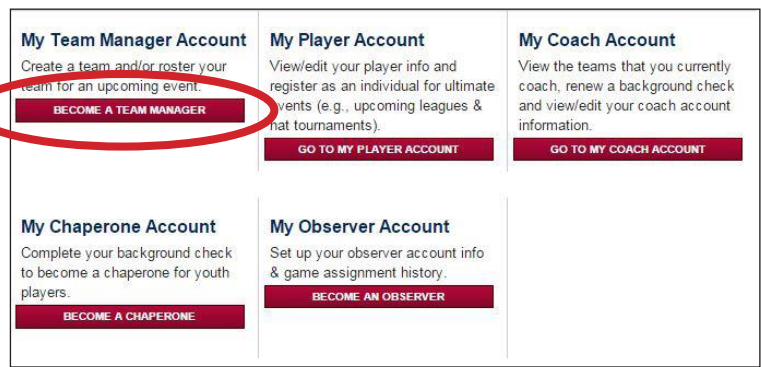 My Team Manager Account
Create a team and/or roster your
team for an upcoming event.
BECOME A TEAM MANAGER
My Player Account
View/edit your player info and
register as an individual for ultimate
events (e.g., upcoming leagues &
hat tournaments).
GO TO MY PLAYER ACCOUNT
My Coach Account
View the teams that you currently
coach, renew a background check
and view/edit your coach account
information.
GO TO MY COACH ACCOUNT
My Chaperone Account
Complete your background check
to become a chaperone for youth
players.
BECOME A CHAPERONE
My Observer Account
Set up your observer account info
& game assignment history.
BECOME AN OBSERVER